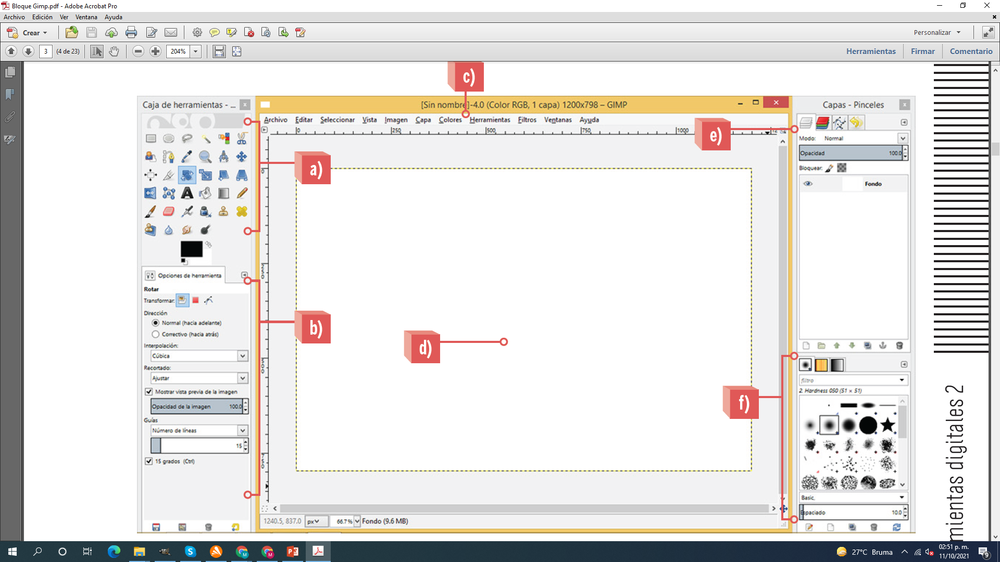 Bloque Gimp.pdf - Adobe Acrobat Pro
Archivo Edición Ver Ventana Ayuda
Crear
Personalizar
3 (4 de 23) 204%
Herramientas Firmar Comentario
c)
Caja de herramientas - ...
[Sin nombre]-4.0 (Color RGB, 1 capa) 1200x798 – GIMP
Capas - Pinceles
Archivo Editar Seleccionar Vista Imagen Capa Colores Herramientas Filtros Ventanas Ayuda
0 250 500 750 1000 12
e)
Modo: Normal
Opacidad 100.0
Bloquear:
Fondo
a)
0
250
500
750
Opciones de herramienta
Rotar
Transformar:
Dirección
Normal (hacia adelante)
Correctivo (hacia atrás)
Interpolación:
Cúbica
Recortado:
Ajustar
Mostrar vista previa de la imagen
Opacidad de la imagen 100.0
Guías
Número de líneas
15
15 grados (Ctrl)
b)
d)
f)
filtro
2. Hardness 050 (51 × 51)
Basic,
Espaciado 10.0
1240.5, 837.0 px 66.7 % Fondo (9.6 MB)
mientas digitales 2
27°C Bruma
02:51 p. m.
11/10/2021
9